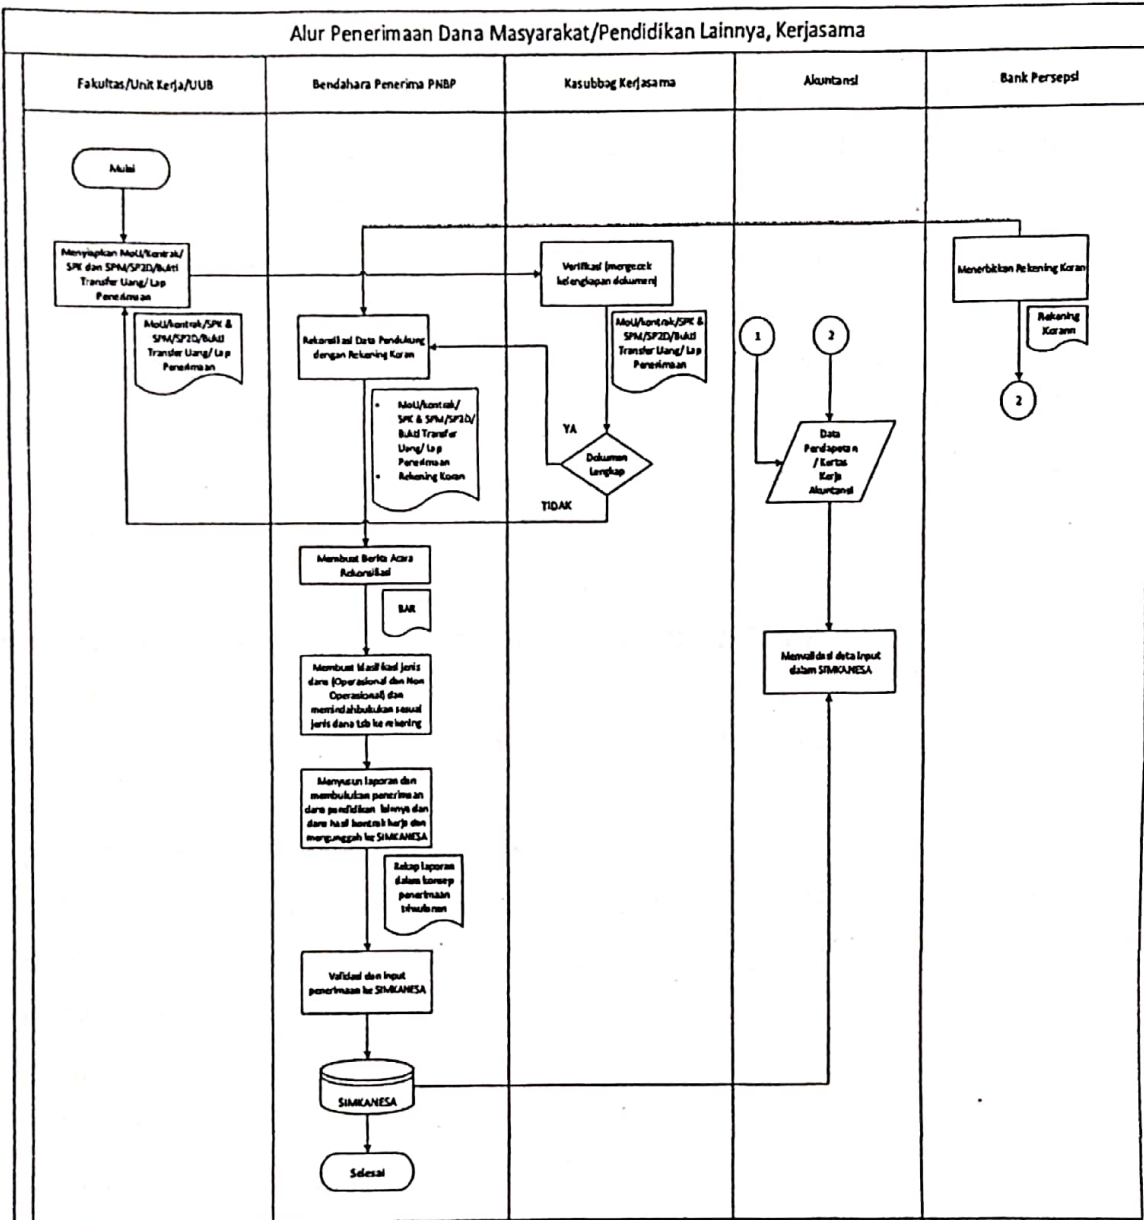 Alur Penerimaan Dana Masyarakat/Pendidikan Lainnya, Kerjasama
Fakultas/Unit Kerja/UUB
Bendahara Penerima PNBP
Kasubbag Kerjasama
Akuntansi
Bank Persepsi
Mulai
Menyiapkan MoU/Kontrak/
SPK dan SPM/SP2D/Bukti
Transfer Uang/ Lap
Penerimaan
MoU/kontrak/SPK &
SPM/SP2D/Bukti
Transfer Uang/ Lap
Penerimaan
Verifikasi (mengecek
kelengkapan dokumen)
MoU/kontrak/SPK &
SPM/SP2D/Bukti
Transfer Uang/ Lap
Penerimaan
Menerbitkan Rekening Koran
Rekening
Korann
2
1
2
Rekonsiliasi Data Pendukung
dengan Rekening Koran
• MoU/kontrak/
SPK & SPM/SP2D/
Bukti Transfer
Uang/ Lap
Penerimaan
• Rekening Koran
YA
Dokumen
Lengkap
TIDAK
Data
Pendapatan
/ Kertas
Kerja
Akuntansi
Membuat Berita Acara
Rekonsiliasi
BAR
Membuat klasifikasi jenis
dana (Operasional dan Non
Operasional) dan
memindahbukukan sesuai
jenis dana tsb ke rekening
Menvalidasi data input
dalam SIMKANESA
Menyusun laporan dan
membukukan penerimaan
dana pendidikan lainnya dan
dana hasil kontrak kerja dan
mengunggah ke SIMKANESA
Rekap laporan
dalam konsep
penerimaan
triwulanan
Validasi dan input
penerimaan ke SIMKANESA
SIMKANESA
Selesai